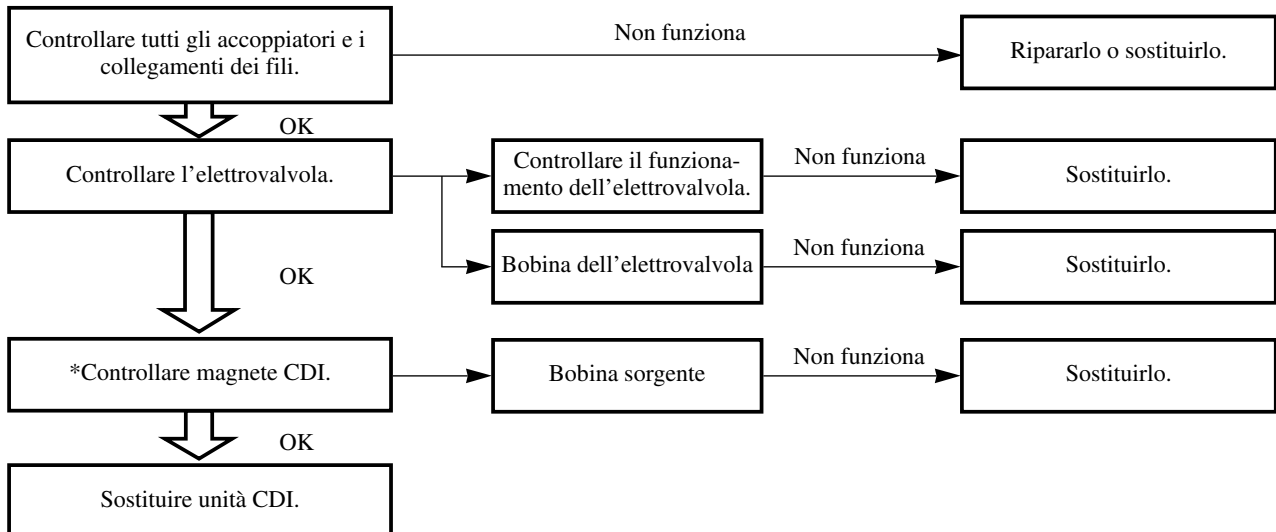 Controllare tutti gli accoppiatori e i
collegamenti dei fili.
Non funziona
Ripararlo o sostituirlo.
OK
Controllare l'elettrovalvola.
Controllare il funziona-
mento dell'elettrovalvola.
Non funziona
Sostituirlo.
Bobina dell'elettrovalvola
Non funziona
Sostituirlo.
OK
*Controllare magnete CDI.
Bobina sorgente
Non funziona
Sostituirlo.
OK
Sostituire unità CDI.